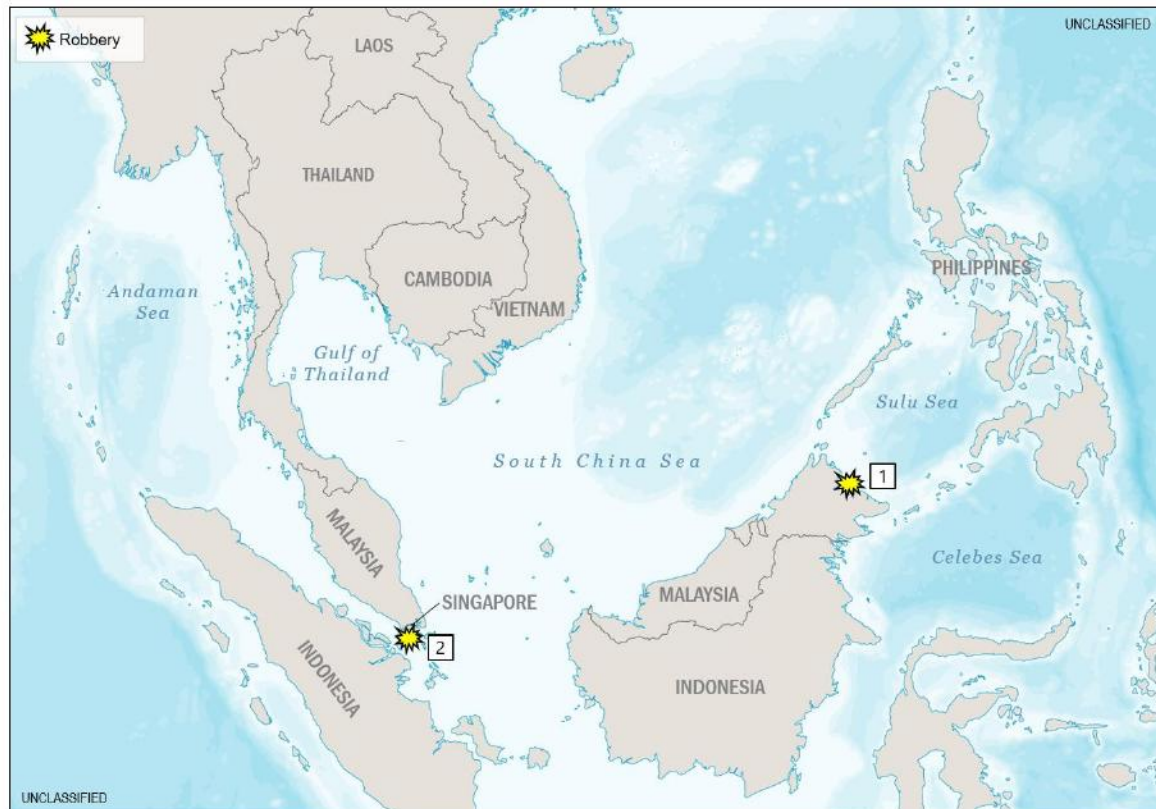 Robbery
UNCLASSIFIED
LAOS
THAILAND
PHILIPPINES
CAMBODIA
VIETNAM
Andaman
Sea
Gulf of
Thailand
Sulu Sea
South China Sea
1
MALAYSIA
Celebes Sea
MALAYSIA
SINGAPORE
2
INDONESIA
INDONESIA
UNCLASSIFIED